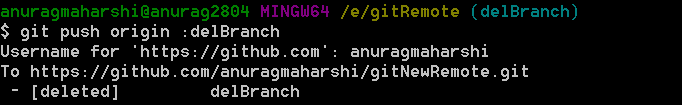 anuragmaharshi@anurag2804 MINGW64 /e/gitRemote (delBranch)
$ git push origin :delBranch
Username for 'https://github.com': anuragmaharshi
To https://github.com/anuragmaharshi/gitNewRemote.git
 - [deleted]         delBranch